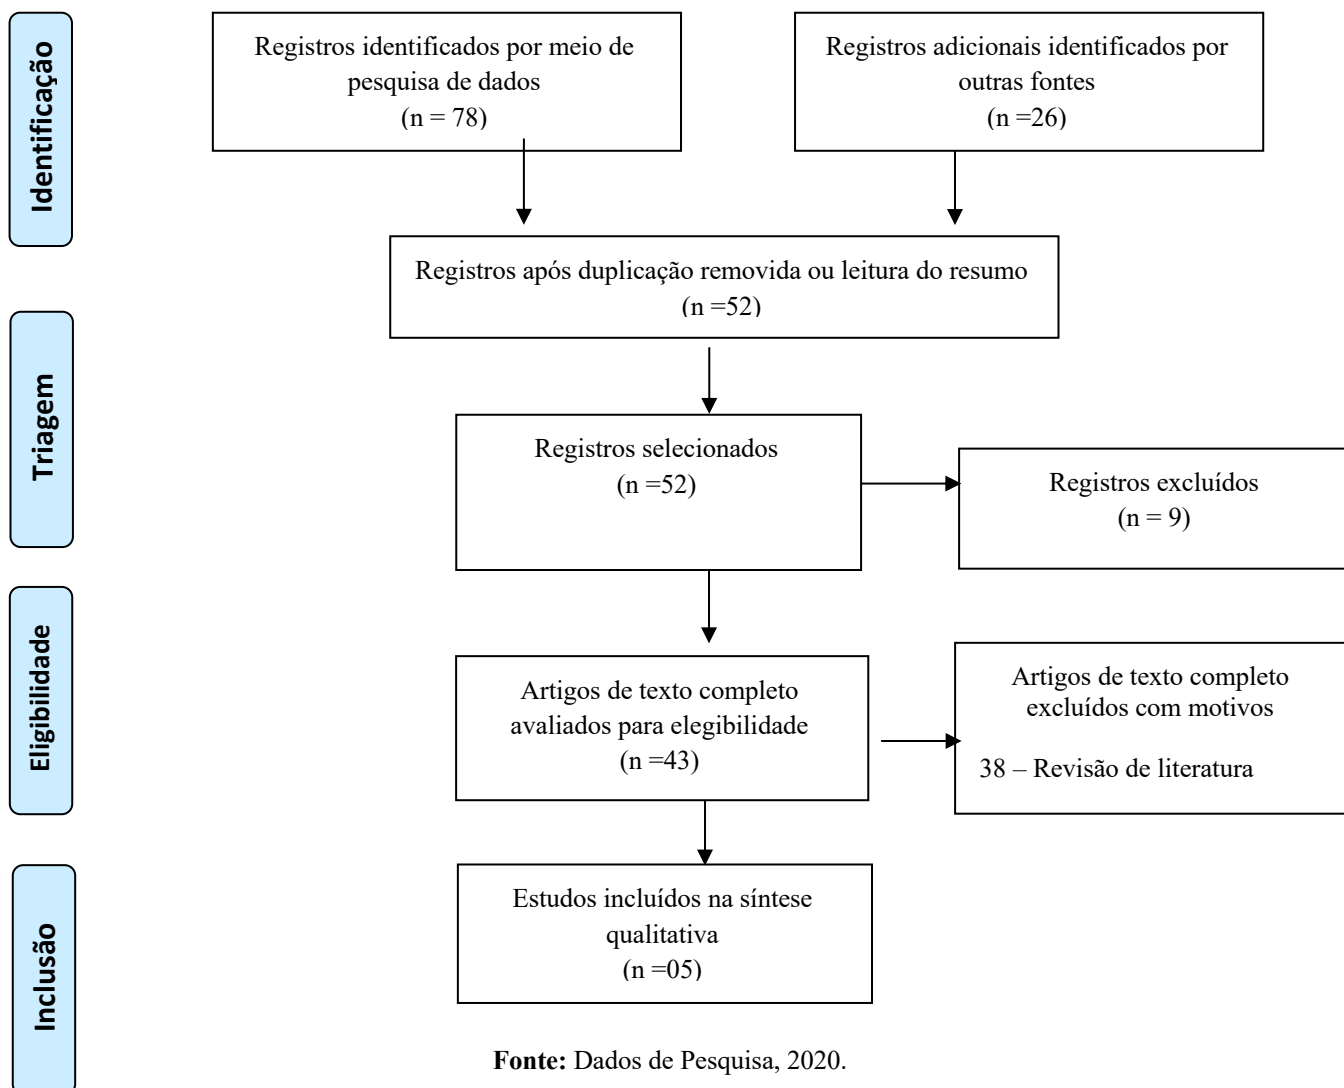 Identificação
Registros identificados por meio de
pesquisa de dados
(n = 78)
Registros adicionais identificados por
outras fontes
(n =26)
Registros após duplicação removida ou leitura do resumo
(n =52)
Triagem
Registros selecionados
(n =52)
Registros excluídos
(n = 9)
Eligibilidade
Artigos de texto completo
avaliados para elegibilidade
(n =43)
Artigos de texto completo
excluídos com motivos
38 – Revisão de literatura
Inclusão
Estudos incluídos na síntese
qualitativa
(n =05)
Fonte: Dados de Pesquisa, 2020.